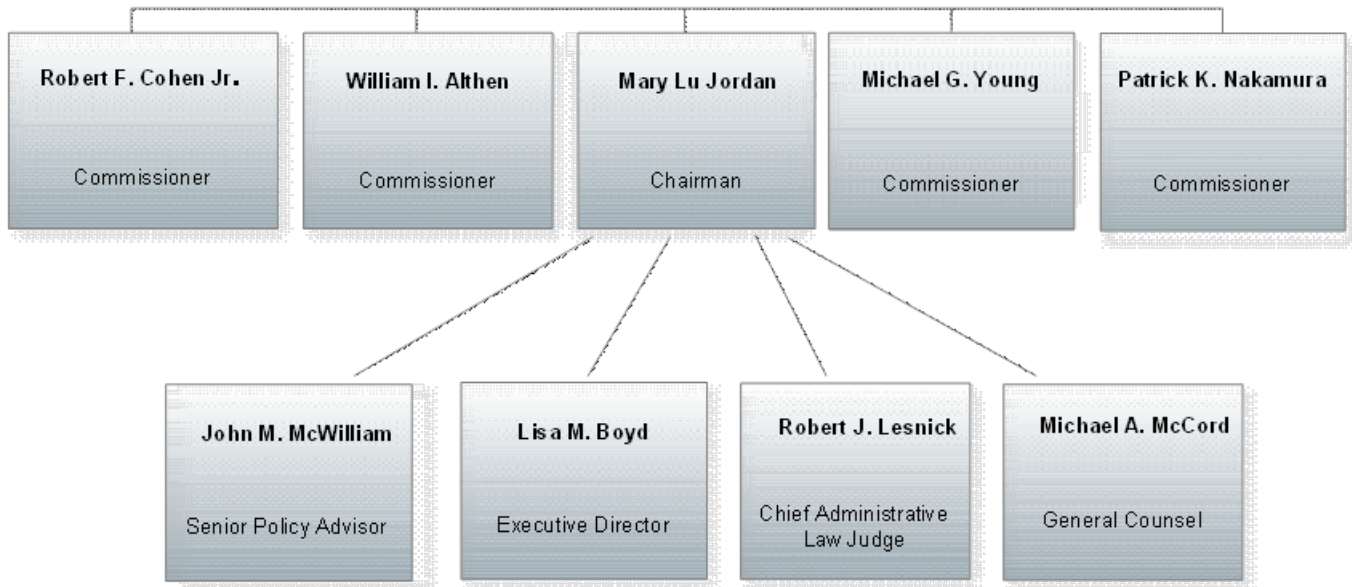 Robert F. Cohen Jr.
Commissioner
William I. Althen
Commissioner
Mary Lu Jordan
Chairman
Michael G. Young
Commissioner
Patrick K. Nakamura
Commissioner
John M. McWilliam
Senior Policy Advisor
Lisa M. Boyd
Executive Director
Robert J. Lesnick
Chief Administrative
Law Judge
Michael A. McCord
General Counsel